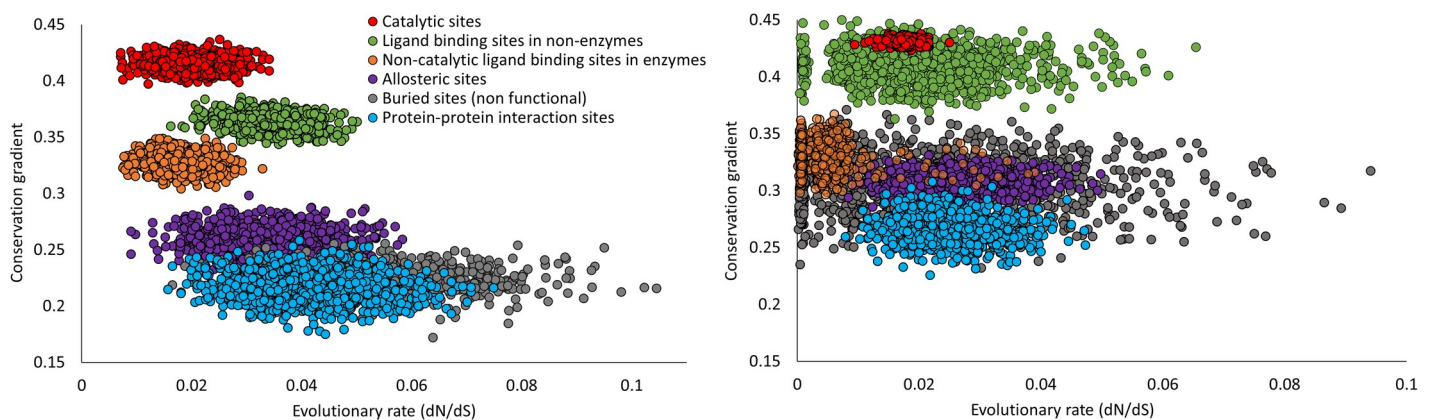 0.45
0.4
0.35
0.3
0.25
0.2
0.15
Conservation gradient
0 0.02 0.04 0.06 0.08 0.1
Evolutionary rate (dN/dS)
Catalytic sites
Ligand binding sites in non-enzymes
Non-catalytic ligand binding sites in enzymes
Allosteric sites
Buried sites (non functional)
Protein-protein interaction sites
0.45
0.4
0.35
0.3
0.25
0.2
0.15
Conservation gradient
0 0.02 0.04 0.06 0.08 0.1
Evolutionary rate (dN/dS)